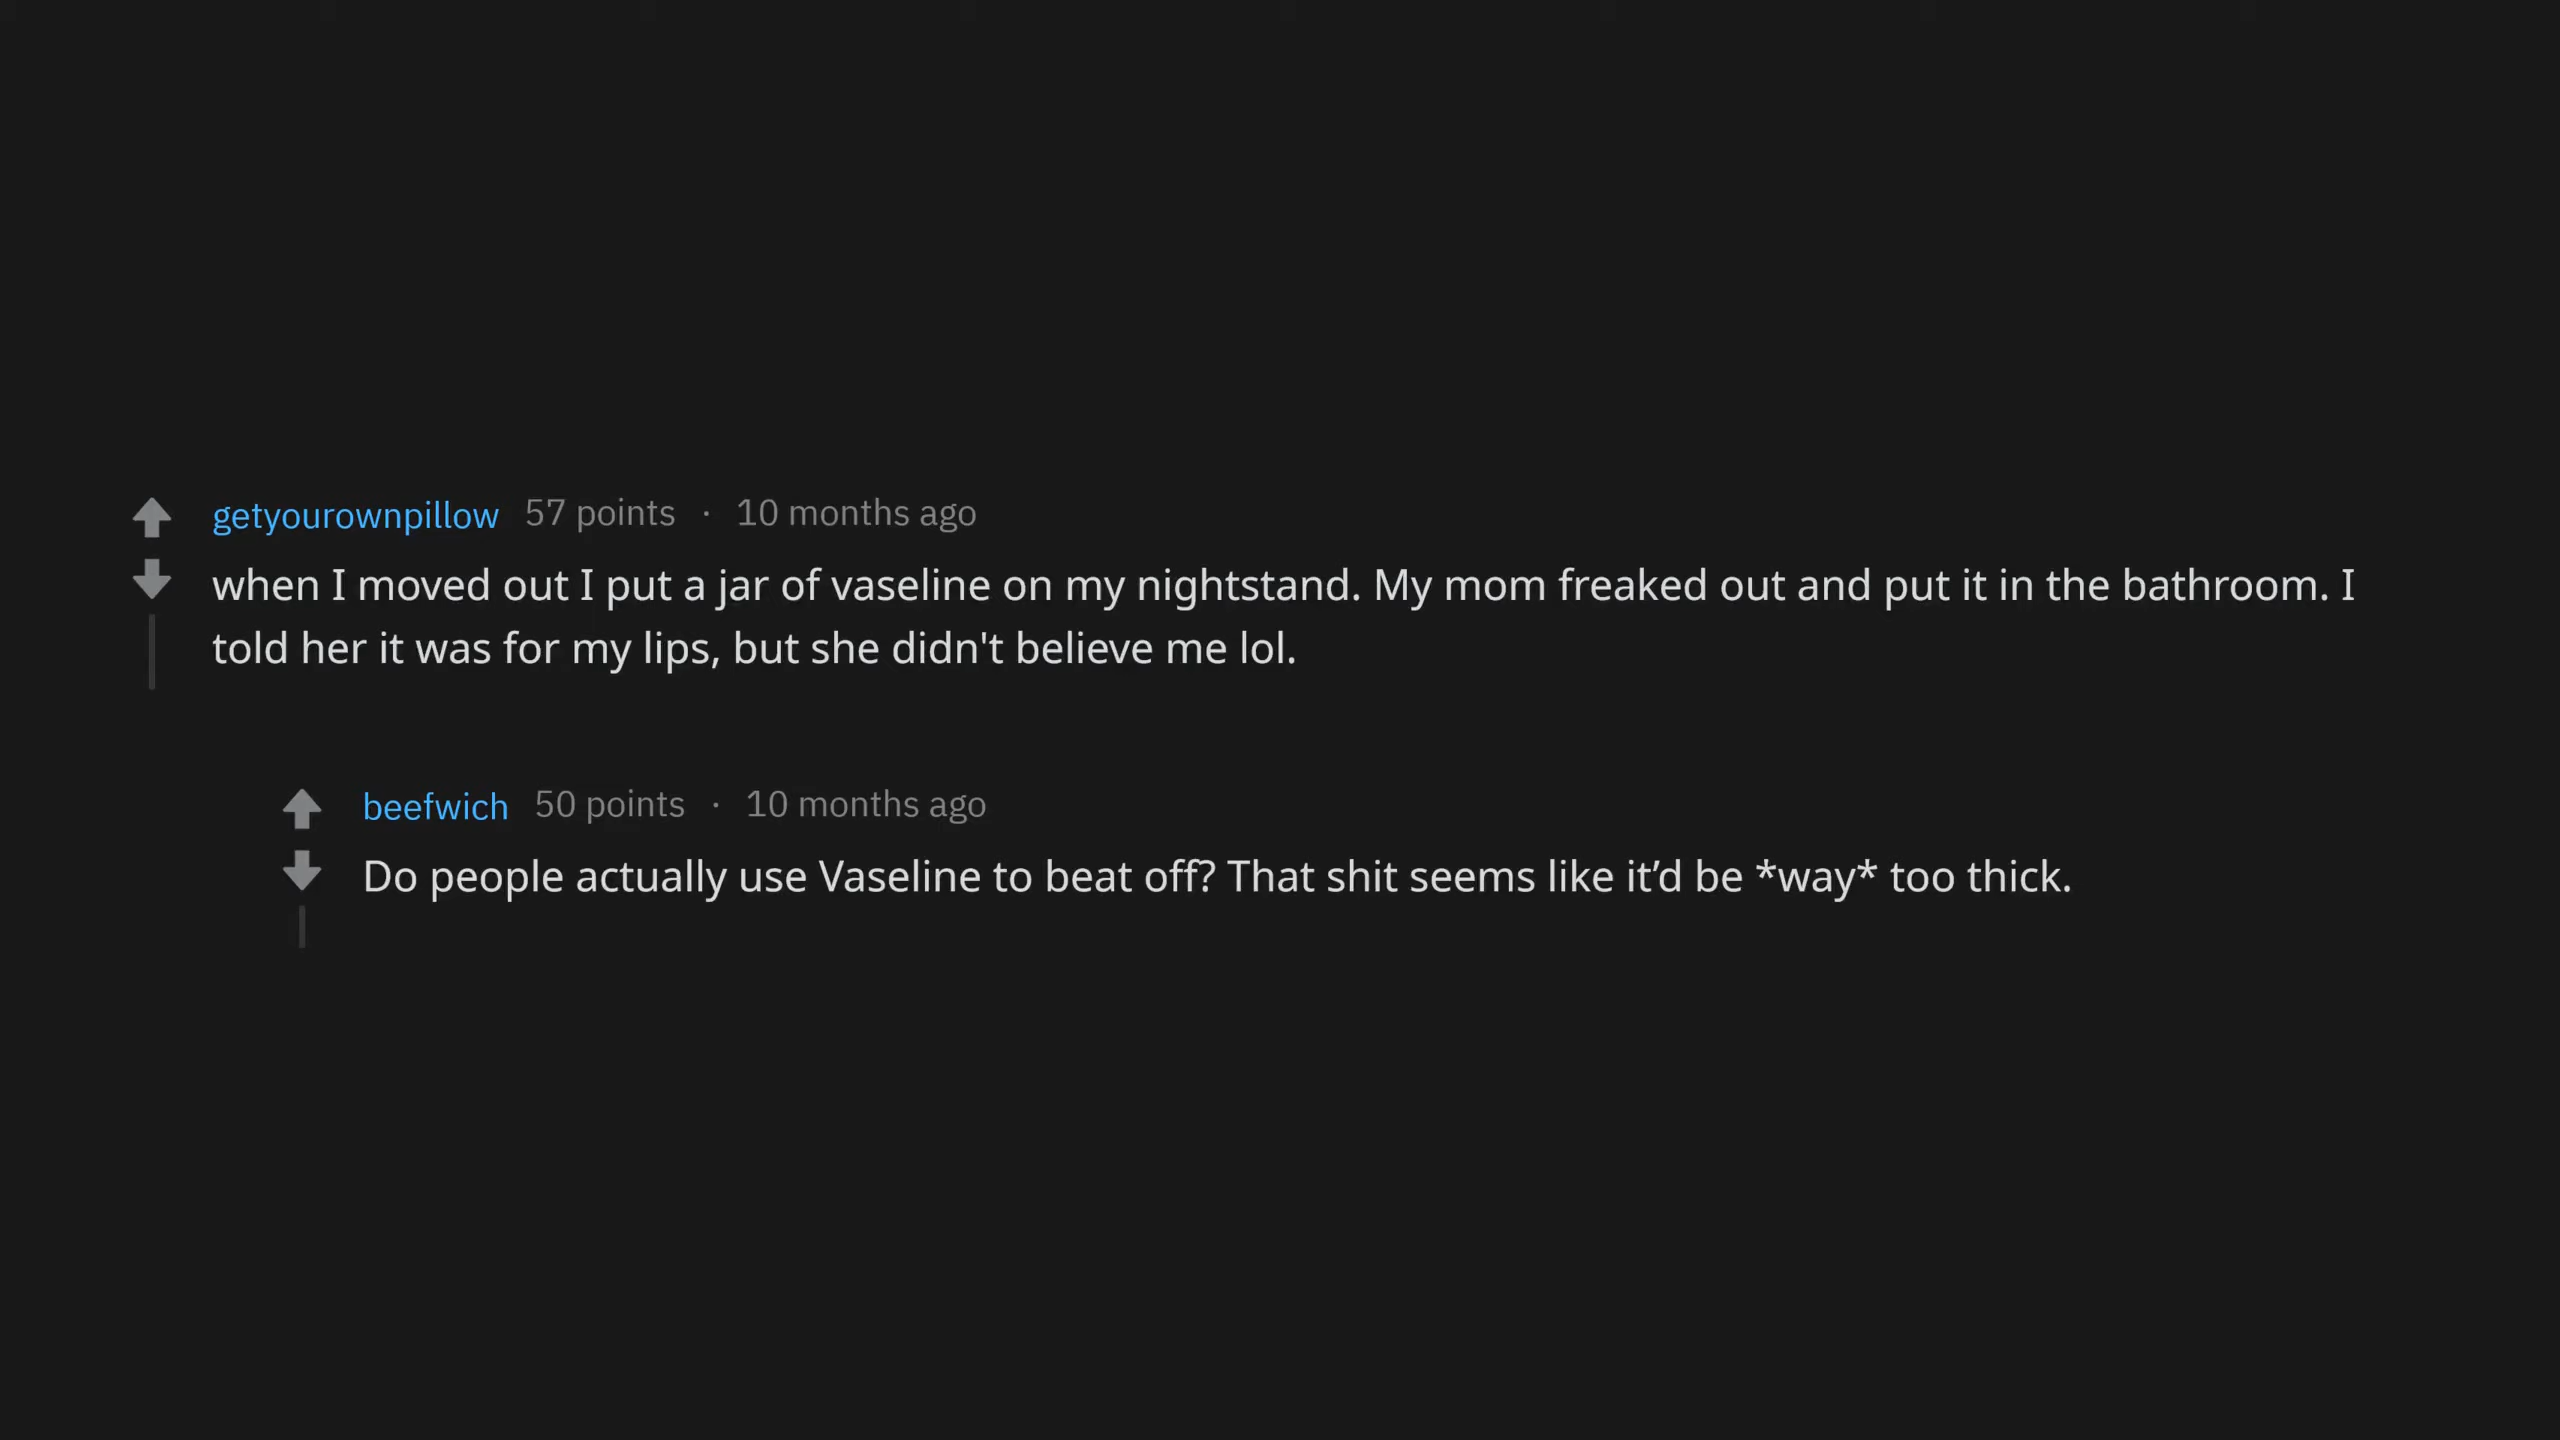 getyourownpillow 57 points · 10 months ago
when I moved out I put a jar of vaseline on my nightstand. My mom freaked out and put it in the bathroom. I
told her it was for my lips, but she didn't believe me lol.
beefwich 50 points · 10 months ago
Do people actually use Vaseline to beat off? That shit seems like it’d be *way* too thick.